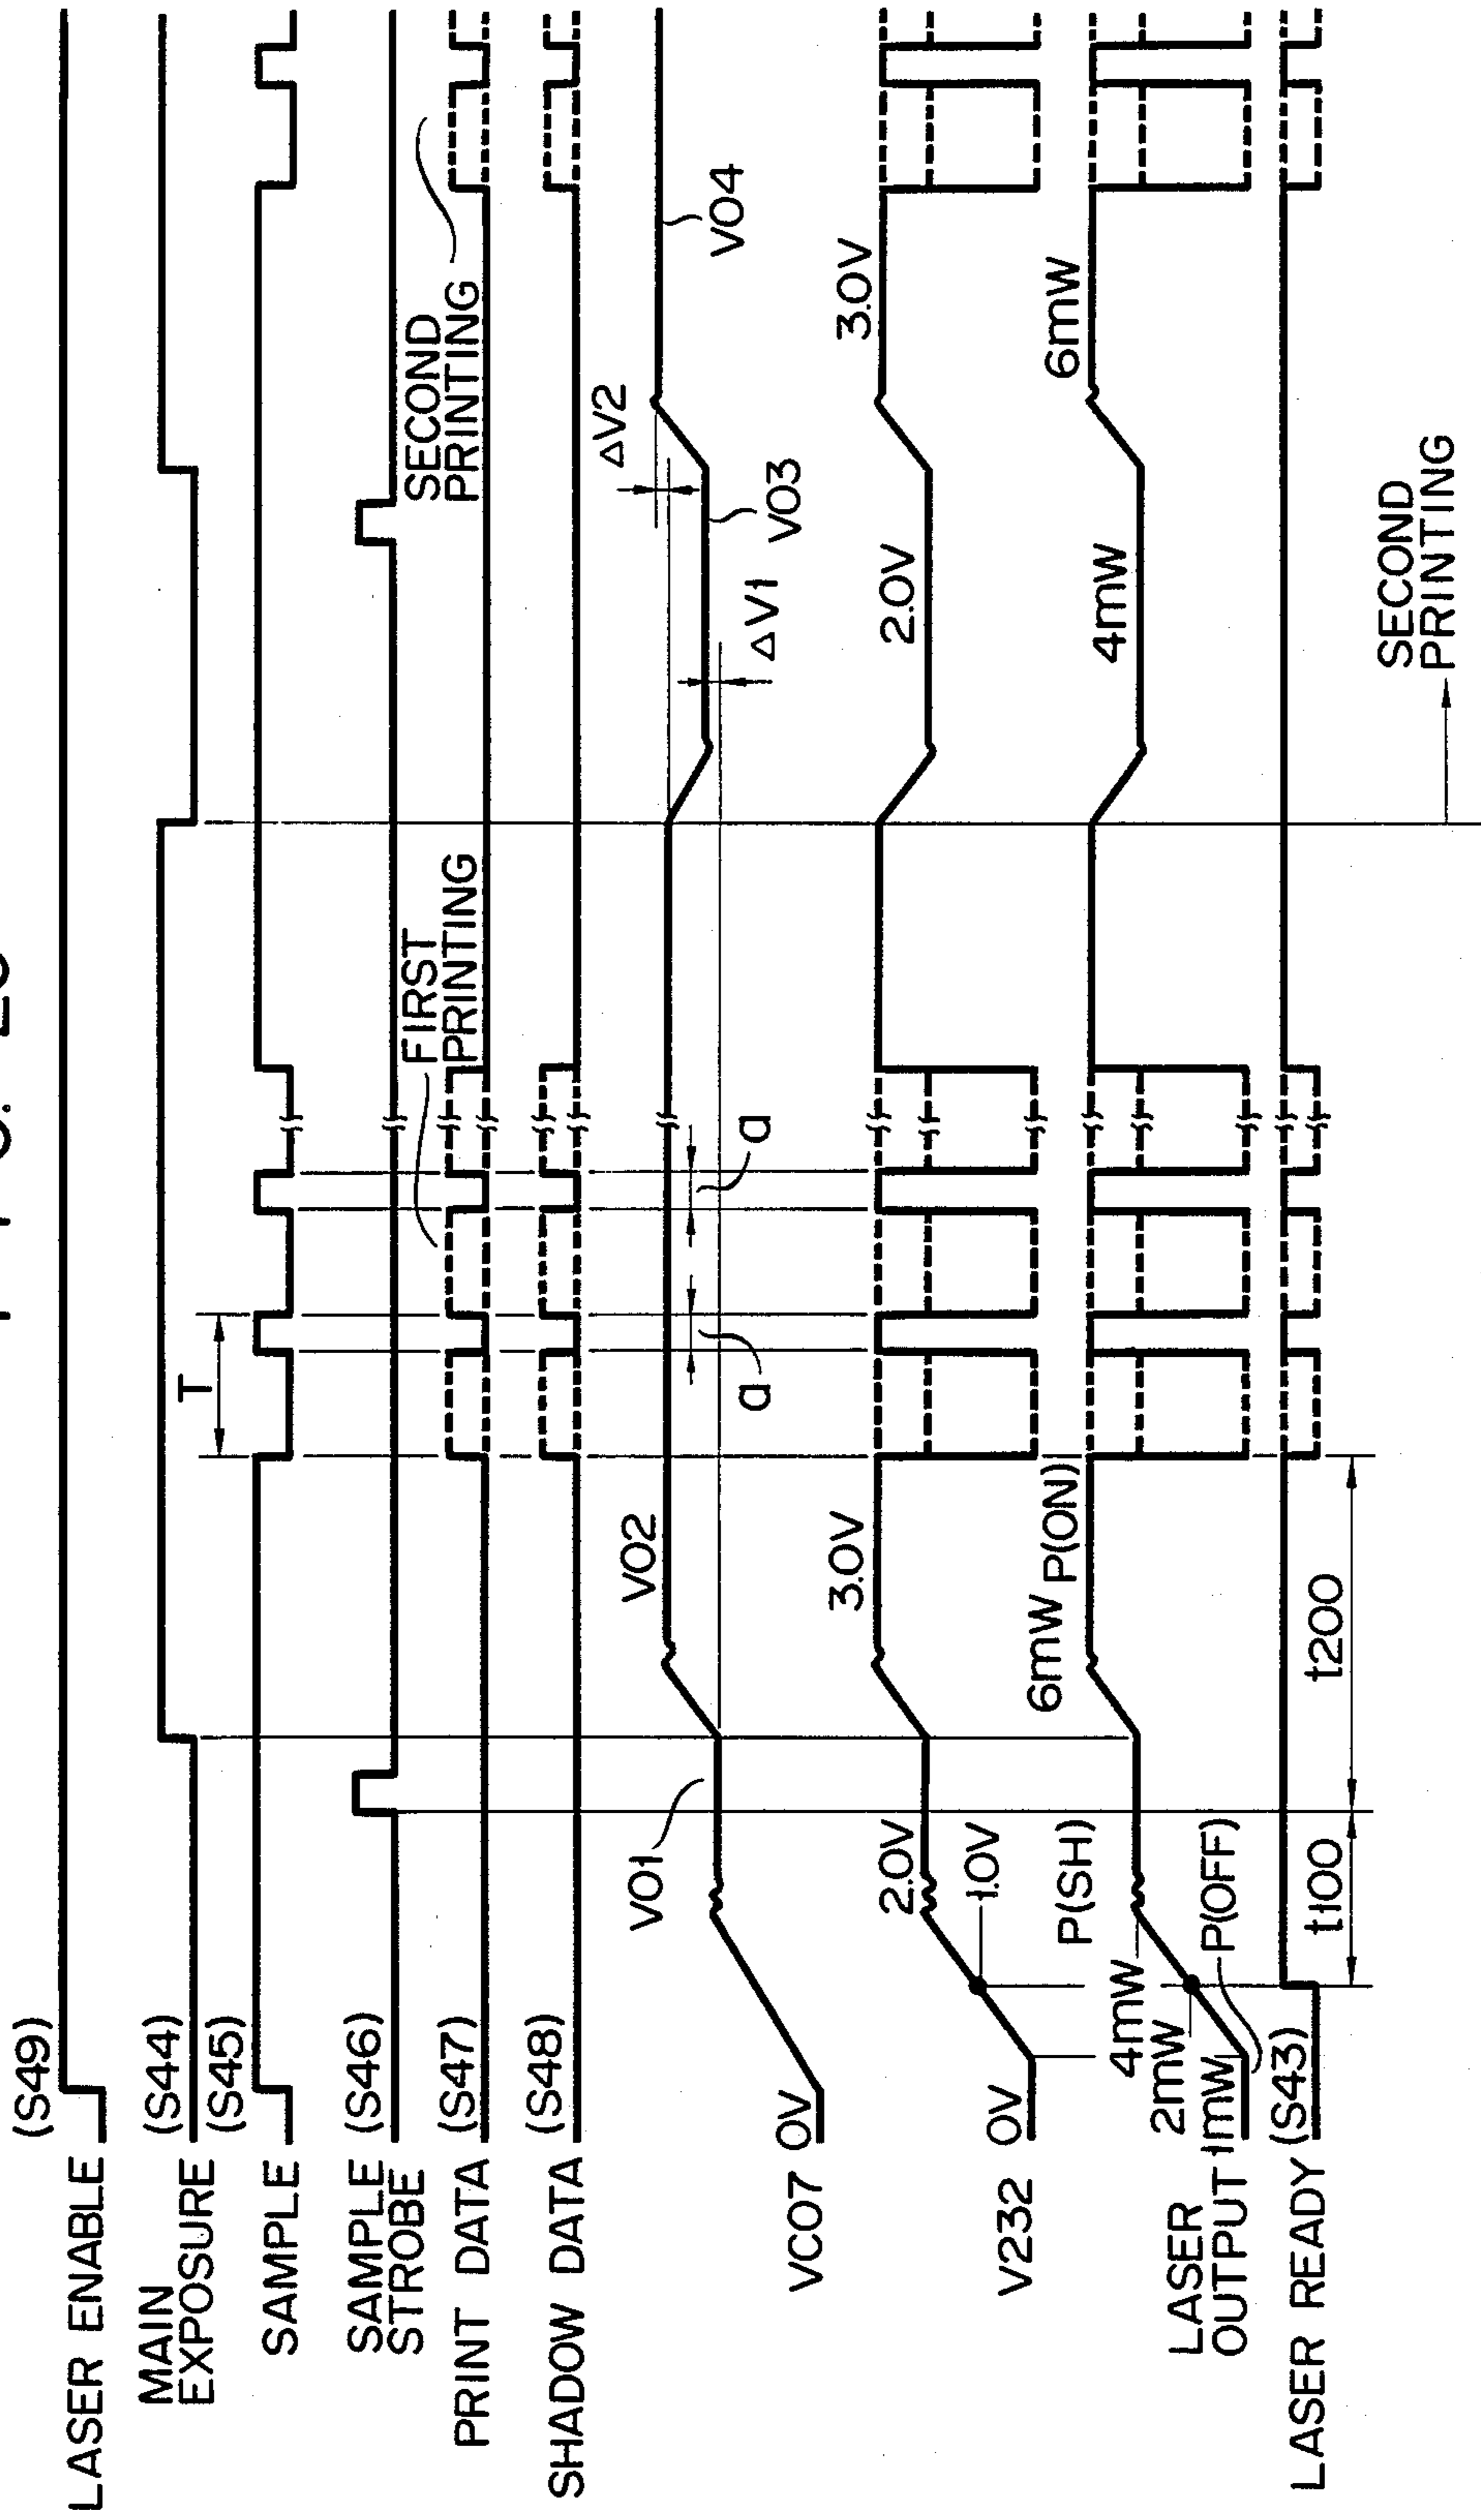 LASER ENABLE (S49)
MAIN
EXPOSURE (S44)
SAMPLE (S45)
SAMPLE
STROBE (S46)
PRINT DATA (S47)
SHADOW DATA (S48)
VC07 0V
V232 0V
LASER
OUTPUT 1mW
LASER READY (S43)
T
FIRST
PRINTING
SECOND
PRINTING
V01
V02
a
a
ΔV1
V03
ΔV2
V04
1.0V
2.0V
3.0V
2.0V
3.0V
2mW
4mW
P(OFF)
P(SH)
6mW P(ON)
4mW
6mW
t100
t200
SECOND
PRINTING